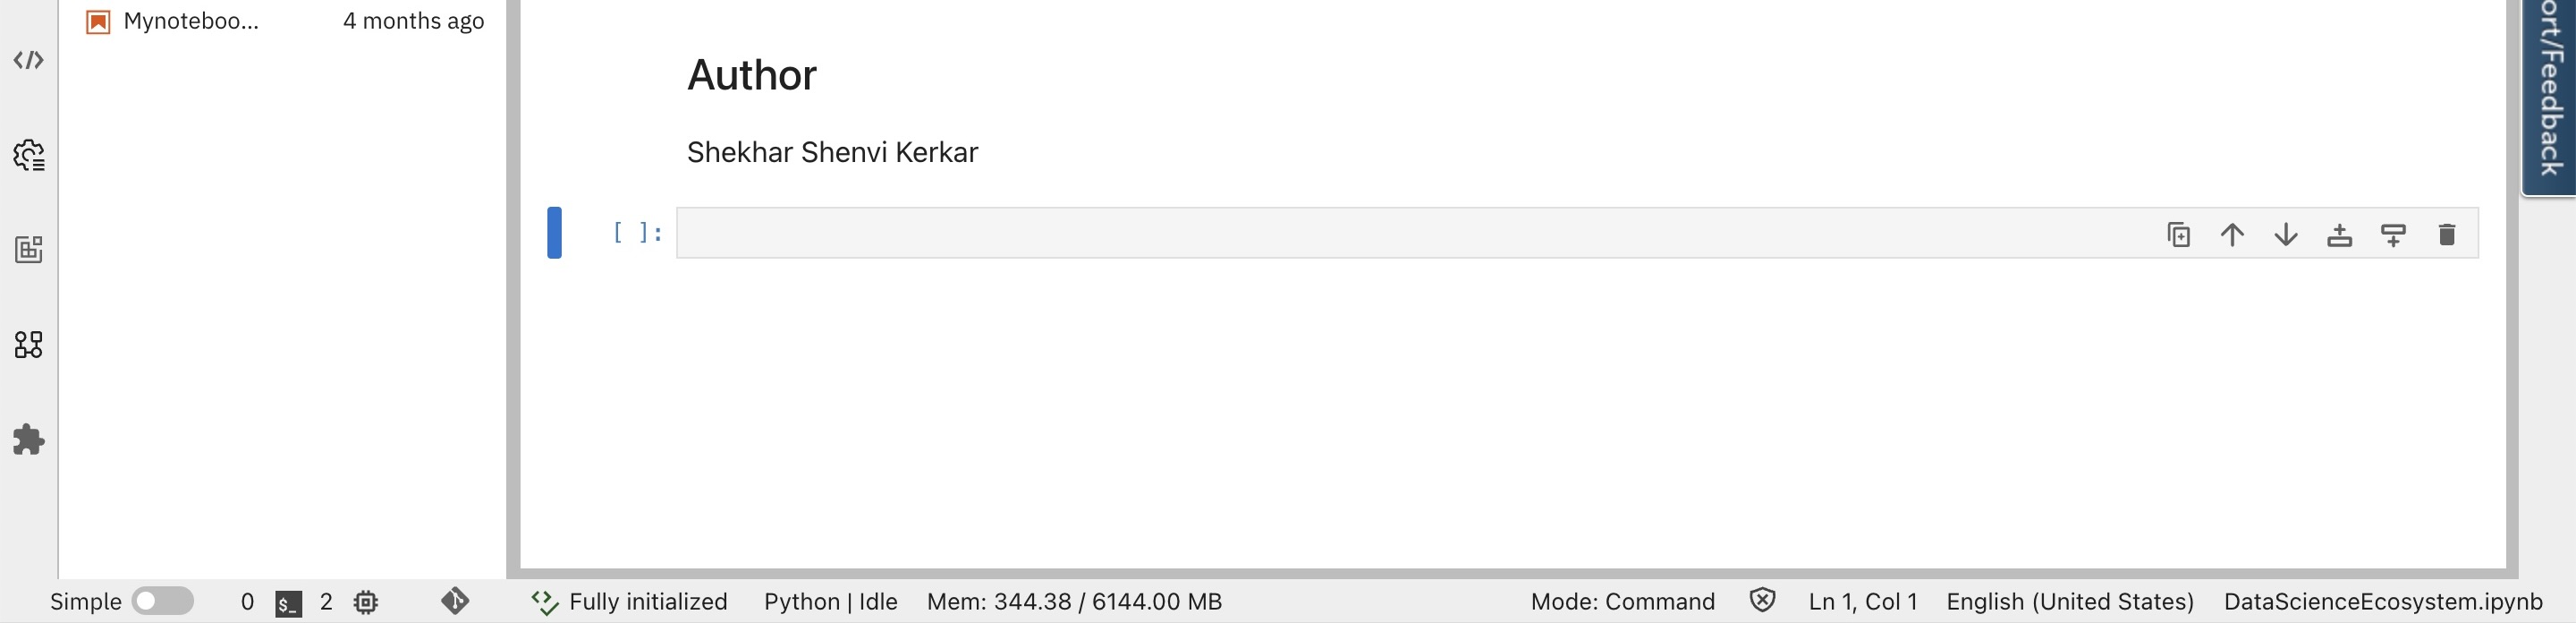 Mynoteboo... 4 months ago
ort/Feedback
Author
Shekhar Shenvi Kerkar
[ ]:
Simple 0 $_ 2 Fully initialized Python | Idle Mem: 344.38 / 6144.00 MB Mode: Command Ln 1, Col 1 English (United States) DataScienceEcosystem.ipynb